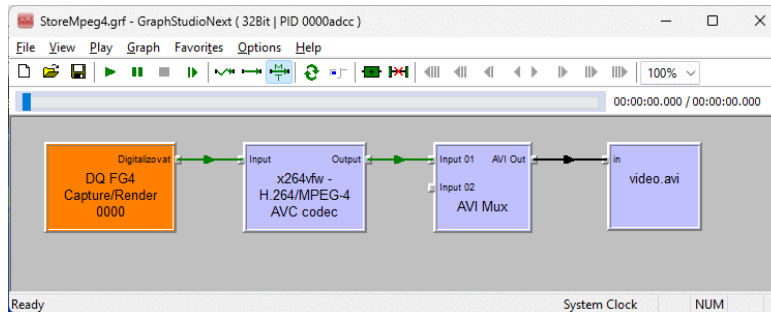 StoreMpeg4.grf - GraphStudioNext ( 32Bit | PID 0000adcc )
File View Play Graph Favorites Options Help
M
T
100%
00:00:00.000 / 00:00:00.000
Digitalizovat
DQ FG4
Capture/Render
0000
Input Output
x264vfw -
H.264/MPEG-4
AVC codec
Input 01 AVI Out
Input 02
AVI Mux
in
video.avi
Ready System Clock NUM